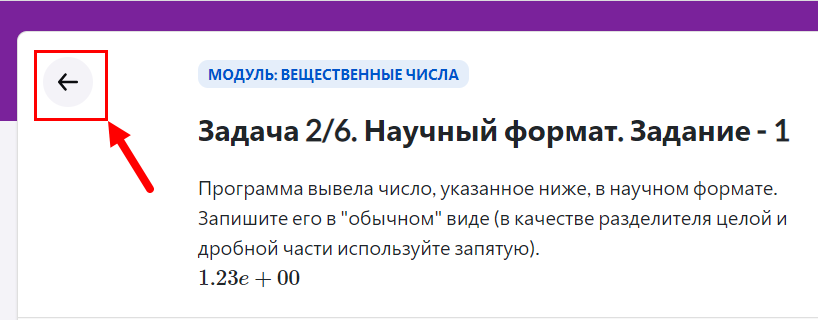 МОДУЛЬ: ВЕЩЕСТВЕННЫЕ ЧИСЛА
Задача 2/6. Научный формат. Задание - 1
Программа вывела число, указанное ниже, в научном формате.
Запишите его в "обычном" виде (в качестве разделителя целой и
дробной части используйте запятую).
1.23e + 00